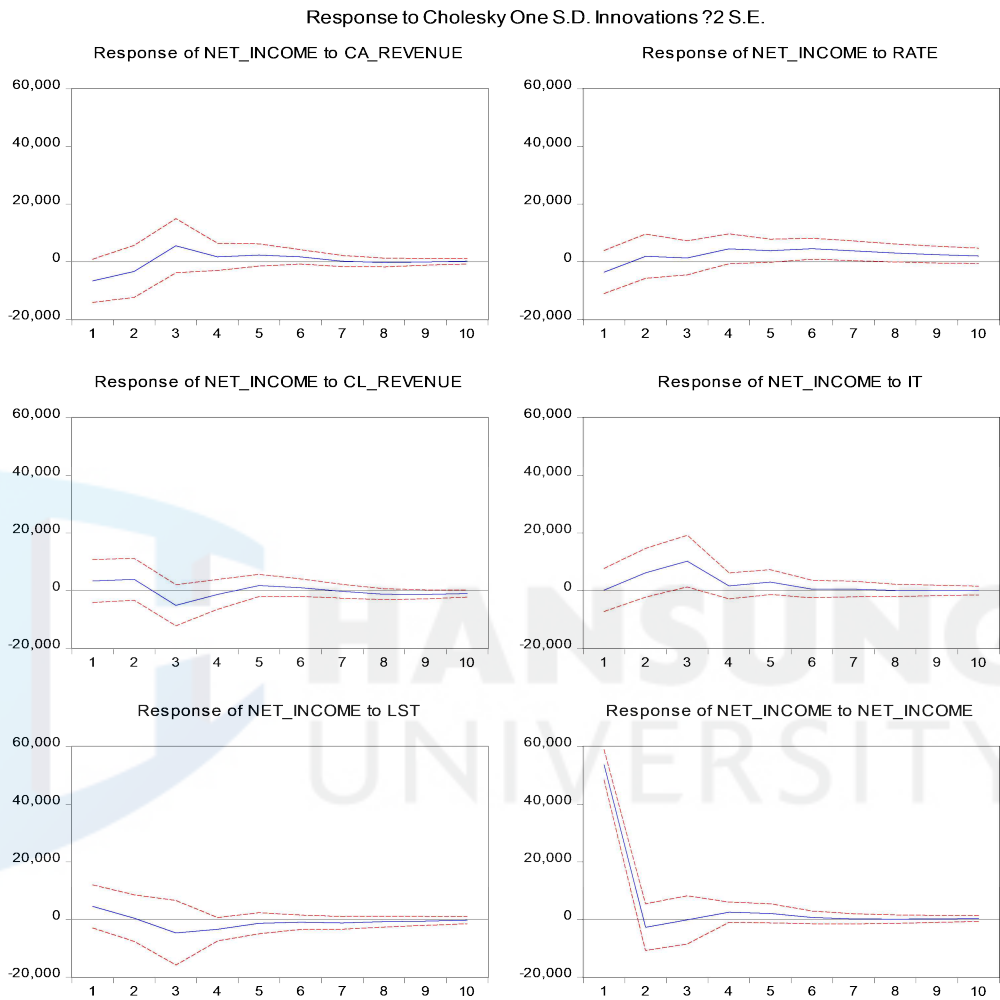 Response to Cholesky One S.D. Innovations ?2 S.E.
Response of NET_INCOME to CA_REVENUE
60,000
40,000
20,000
0
-20,000
1 2 3 4 5 6 7 8 9 10
Response of NET_INCOME to RATE
60,000
40,000
20,000
0
-20,000
1 2 3 4 5 6 7 8 9 10
Response of NET_INCOME to CL_REVENUE
60,000
40,000
20,000
0
-20,000
1 2 3 4 5 6 7 8 9 10
Response of NET_INCOME to IT
60,000
40,000
20,000
0
-20,000
1 2 3 4 5 6 7 8 9 10
Response of NET_INCOME to LST
60,000
40,000
20,000
0
-20,000
1 2 3 4 5 6 7 8 9 10
Response of NET_INCOME to NET_INCOME
60,000
40,000
20,000
0
-20,000
1 2 3 4 5 6 7 8 9 10
HANSUNG
UNIVERSITY